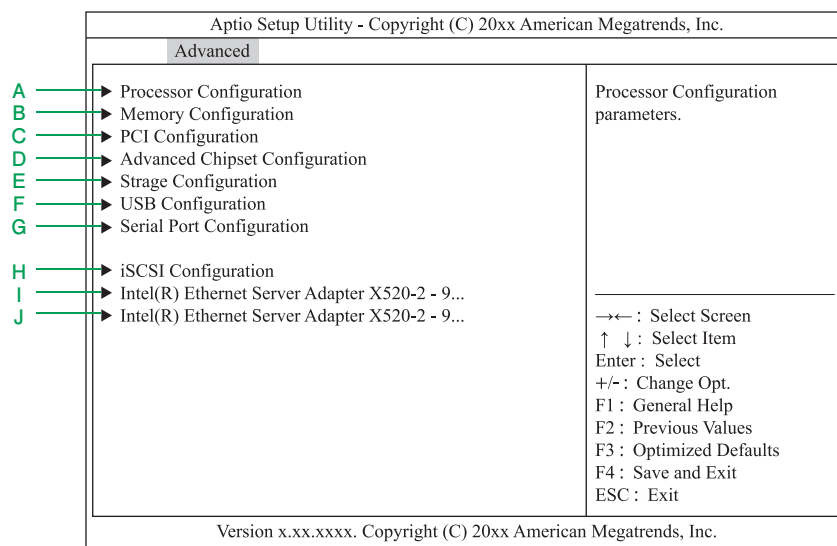 Aptio Setup Utility - Copyright (C) 20xx American Megatrends, Inc.
Advanced
A ▶ Processor Configuration
B ▶ Memory Configuration
C ▶ PCI Configuration
D ▶ Advanced Chipset Configuration
E ▶ Strage Configuration
F ▶ USB Configuration
G ▶ Serial Port Configuration
H ▶ iSCSI Configuration
I ▶ Intel(R) Ethernet Server Adapter X520-2 - 9...
J ▶ Intel(R) Ethernet Server Adapter X520-2 - 9...
Processor Configuration
parameters.
→← : Select Screen
↑ ↓ : Select Item
Enter : Select
+/- : Change Opt.
F1 : General Help
F2 : Previous Values
F3 : Optimized Defaults
F4 : Save and Exit
ESC : Exit
Version x.xx.xxxx. Copyright (C) 20xx American Megatrends, Inc.